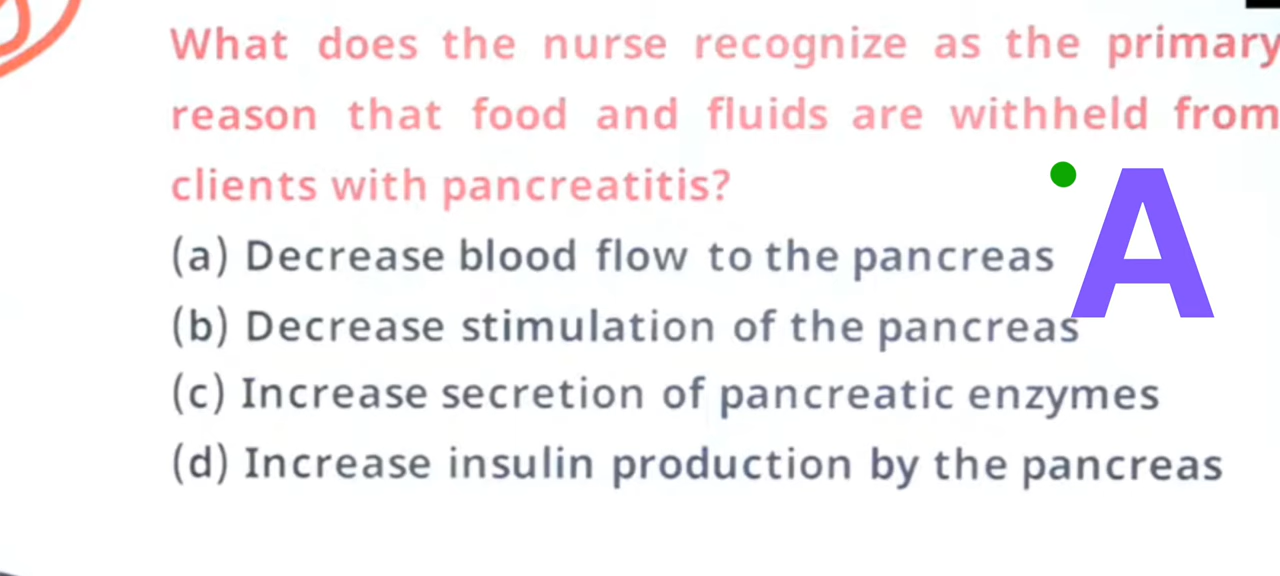 What does the nurse recognize as the primary
reason that food and fluids are withheld from
clients with pancreatitis?
(a) Decrease blood flow to the pancreas
A
(b) Decrease stimulation of the pancreas
(c) Increase secretion of pancreatic enzymes
(d) Increase insulin production by the pancreas